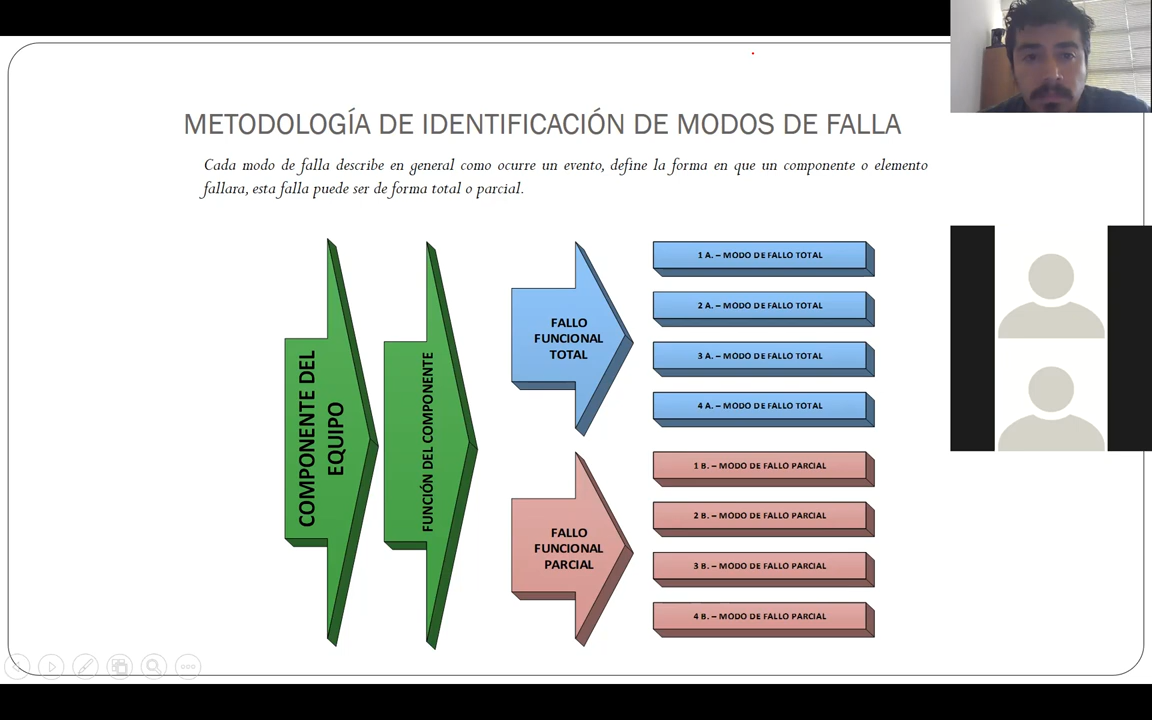 METODOLOGÍA DE IDENTIFICACIÓN DE MODOS DE FALLA
Cada modo de falla describe en general como ocurre un evento, define la forma en que un componente o elemento
fallara, esta falla puede ser de forma total o parcial.
COMPONENTE DEL
EQUIPO
FUNCIÓN DEL COMPONENTE
FALLO
FUNCIONAL
TOTAL
1 A. – MODO DE FALLO TOTAL
2 A. – MODO DE FALLO TOTAL
3 A. – MODO DE FALLO TOTAL
4 A. – MODO DE FALLO TOTAL
FALLO
FUNCIONAL
PARCIAL
1 B. – MODO DE FALLO PARCIAL
2 B. – MODO DE FALLO PARCIAL
3 B. – MODO DE FALLO PARCIAL
4 B. – MODO DE FALLO PARCIAL